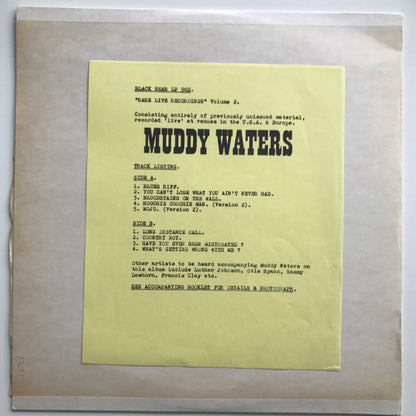 BLACK BEAR LP 902.
"RARE LIVE RECORDINGS" Volume 2.
Consisting entirely of previously unissued material,
recorded 'live' at venues in the U.S.A. & Europe.
MUDDY WATERS
TRACK LISTING.
SIDE A.
1. BLUES RIFF.
2. YOU CAN'T LOSE WHAT YOU AIN'T NEVER HAD.
3. BLOODSTAINS ON THE WALL.
4. HOOCHIE COOCHIE MAN. (Version 2).
5. MOJO. (Version 2).
SIDE B.
1. LONG DISTANCE CALL.
2. COUNTRY BOY.
3. HAVE YOU EVER BEEN MISTREATED ?
4. WHAT'S GETTING WRONG WITH ME ?
Other artists to be heard accompanying Muddy Waters on
this album include Luther Johnson, Otis Spann, Sammy
Lawhorn, Francis Clay etc.
SEE ACCOMPANYING BOOKLET FOR DETAILS & PHOTOGRAPH.